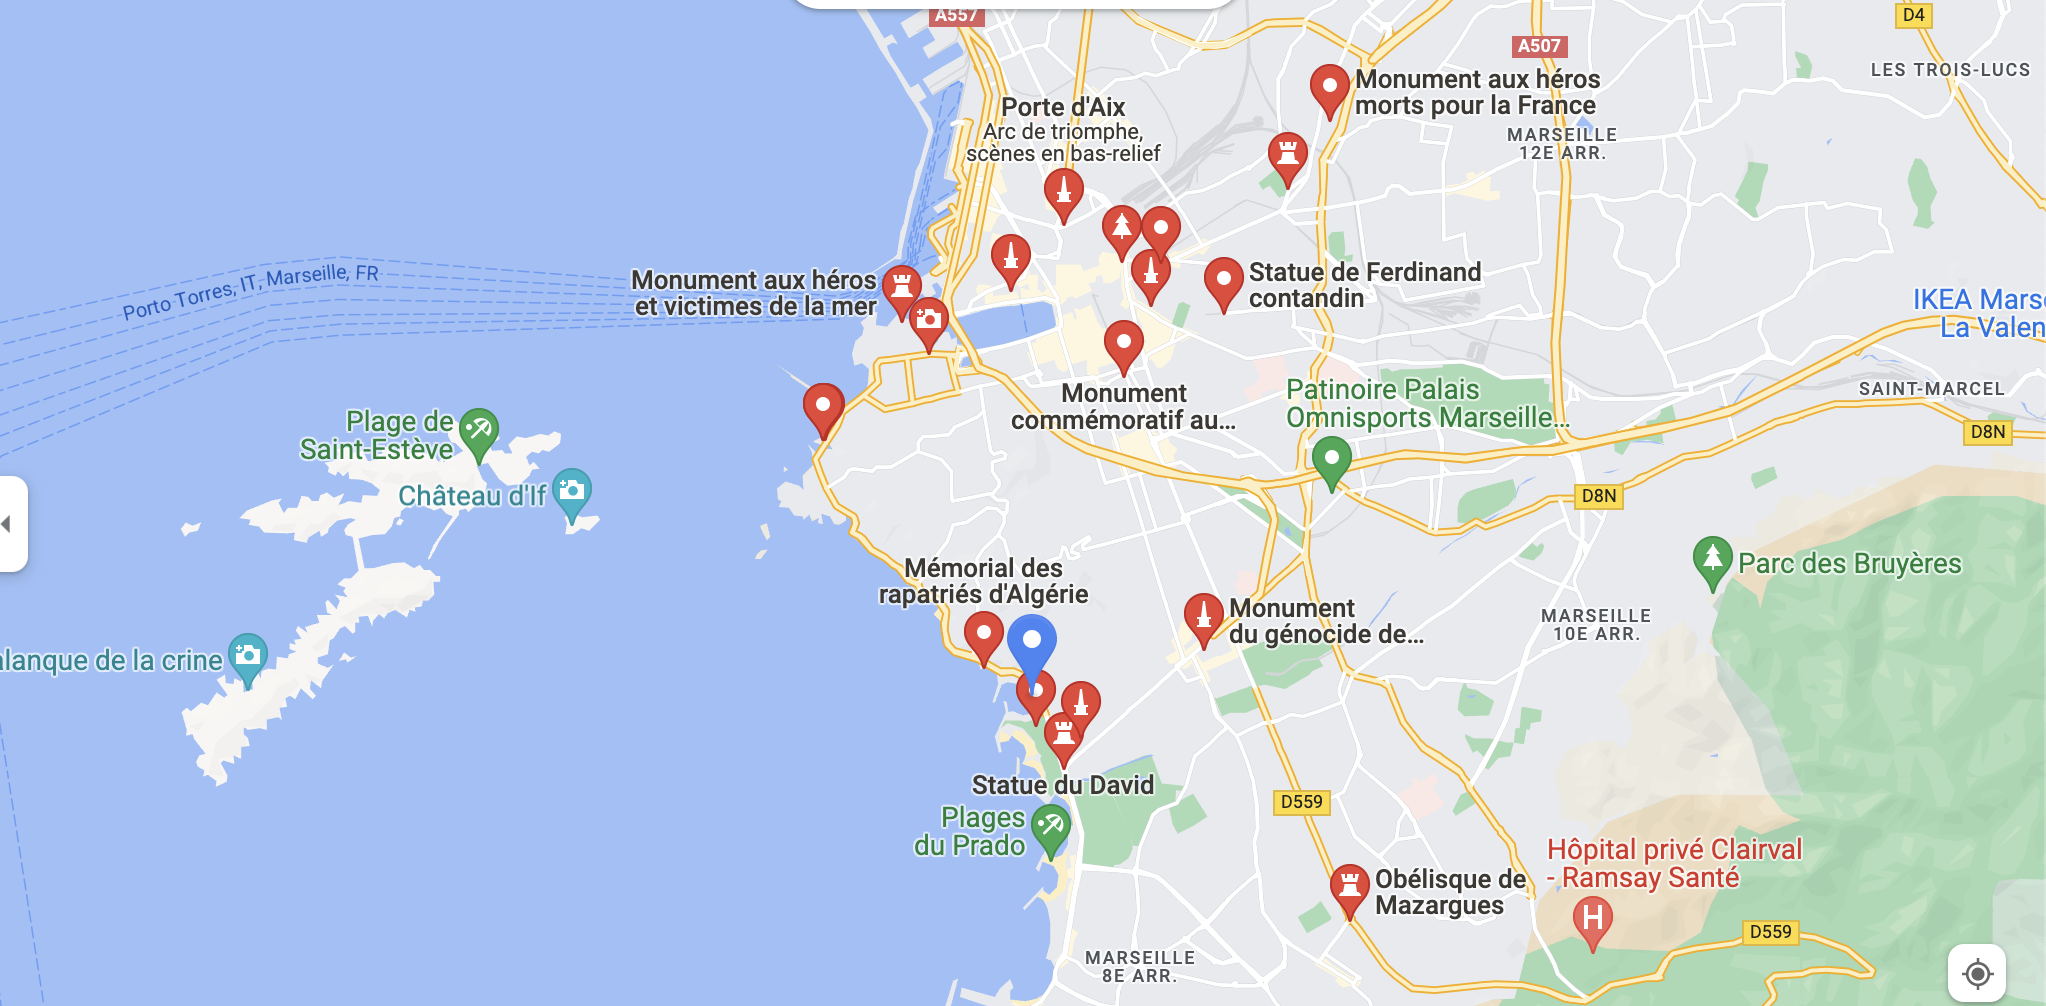 A557
D4
A507
LES TROIS-LUCS
Monument aux héros
morts pour la France
Porte d'Aix
Arc de triomphe,
scènes en bas-relief
MARSEILLE
12E ARR.
Porto Torres, IT, Marseille, FR
Monument aux héros
et victimes de la mer
Statue de Ferdinand
contandin
IKEA Marse
La Valen
Monument
commémoratif au...
Patinoire Palais
Omnisports Marseille...
SAINT-MARCEL
D8N
Plage de
Saint-Estève
Château d'If
D8N
Mémorial des
rapatriés d'Algérie
Parc des Bruyères
Monument
du génocide de...
MARSEILLE
10E ARR.
alanque de la crine
Statue du David
D559
Plages
du Prado
Hôpital privé Clairval
- Ramsay Santé
H
Obélisque de
Mazargues
D559
MARSEILLE
8E ARR.